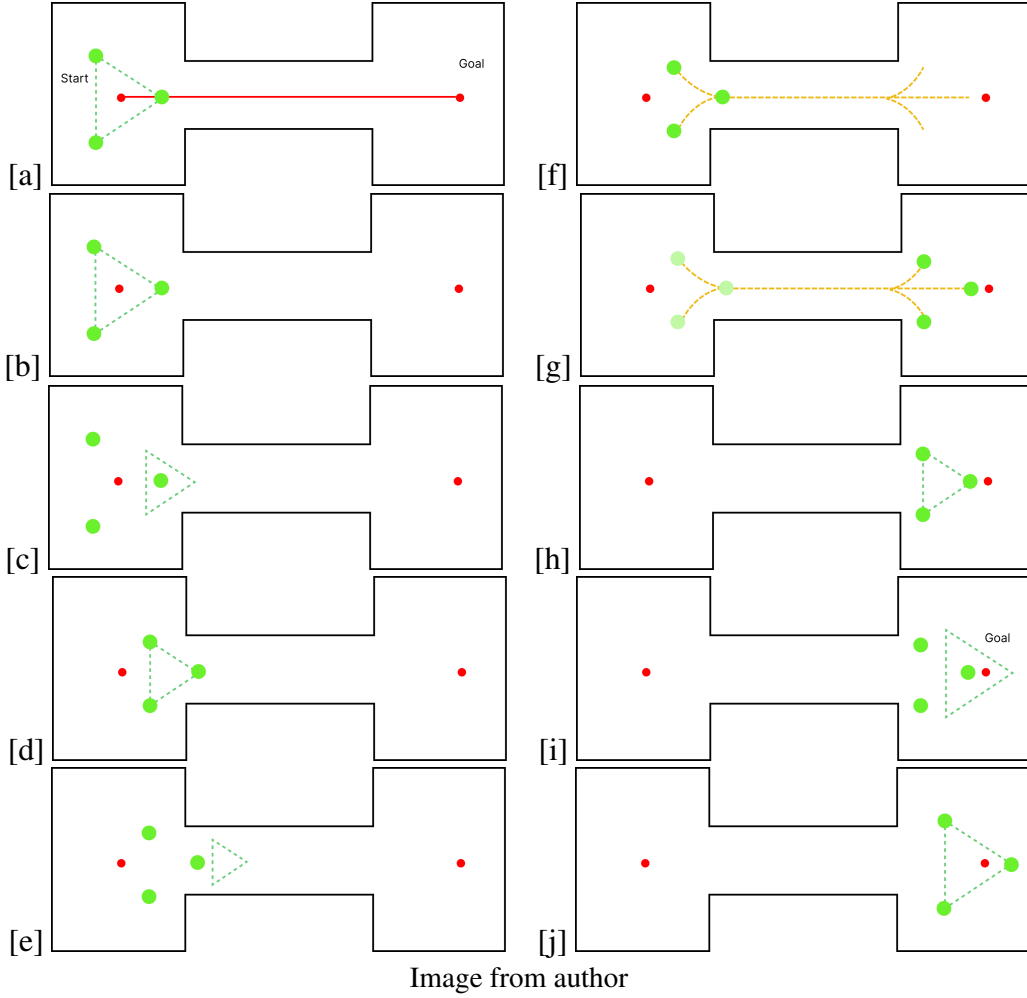 Start
Goal
[a]
[f]
[b]
[g]
[c]
[h]
[d]
Goal
[i]
[e]
[j]
Image from author